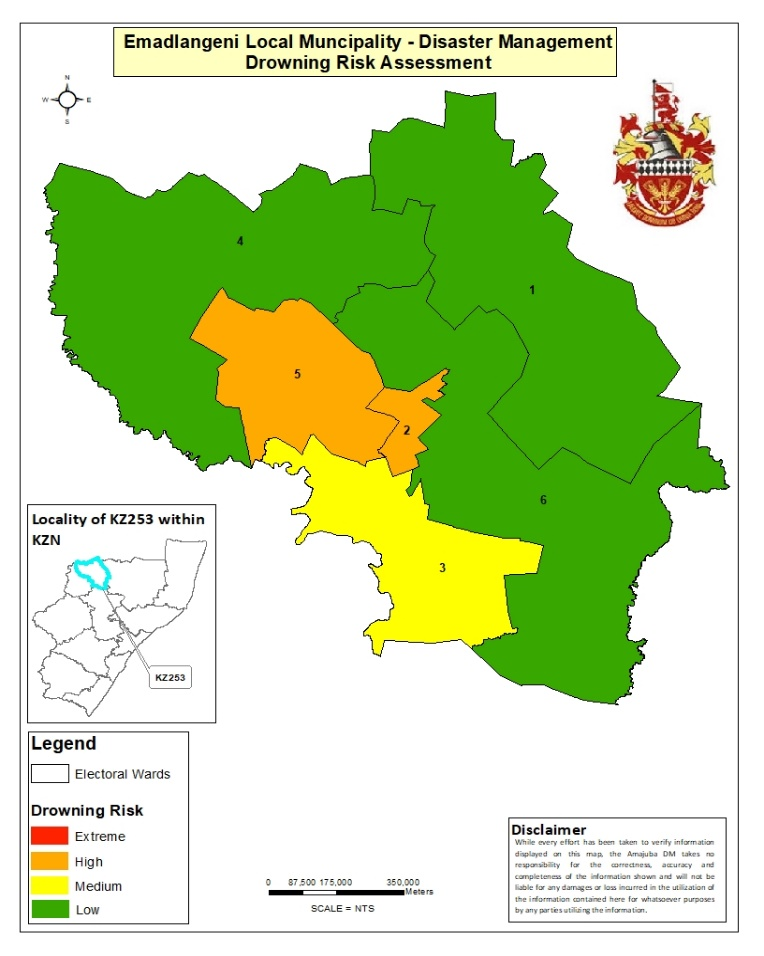 Emadlangeni Local Muncipality - Disaster Management
Drowning Risk Assessment
N
W E
S
4
1
5
2
6
3
Locality of KZ253 within
KZN
KZ253
Legend
Electoral Wards
Drowning Risk
Extreme
High
Medium
Low
0 87,500 175,000 350,000
Meters
SCALE = NTS
Disclaimer
While every effort has been taken to verify information
displayed on this map, the Amajuba DM takes no
responsibility for the correctness, accuracy and
completeness of the information shown and will not be
liable for any damages or loss incurred in the utilization of
the information contained here for whatsoever purposes
by any parties utilizing the information.